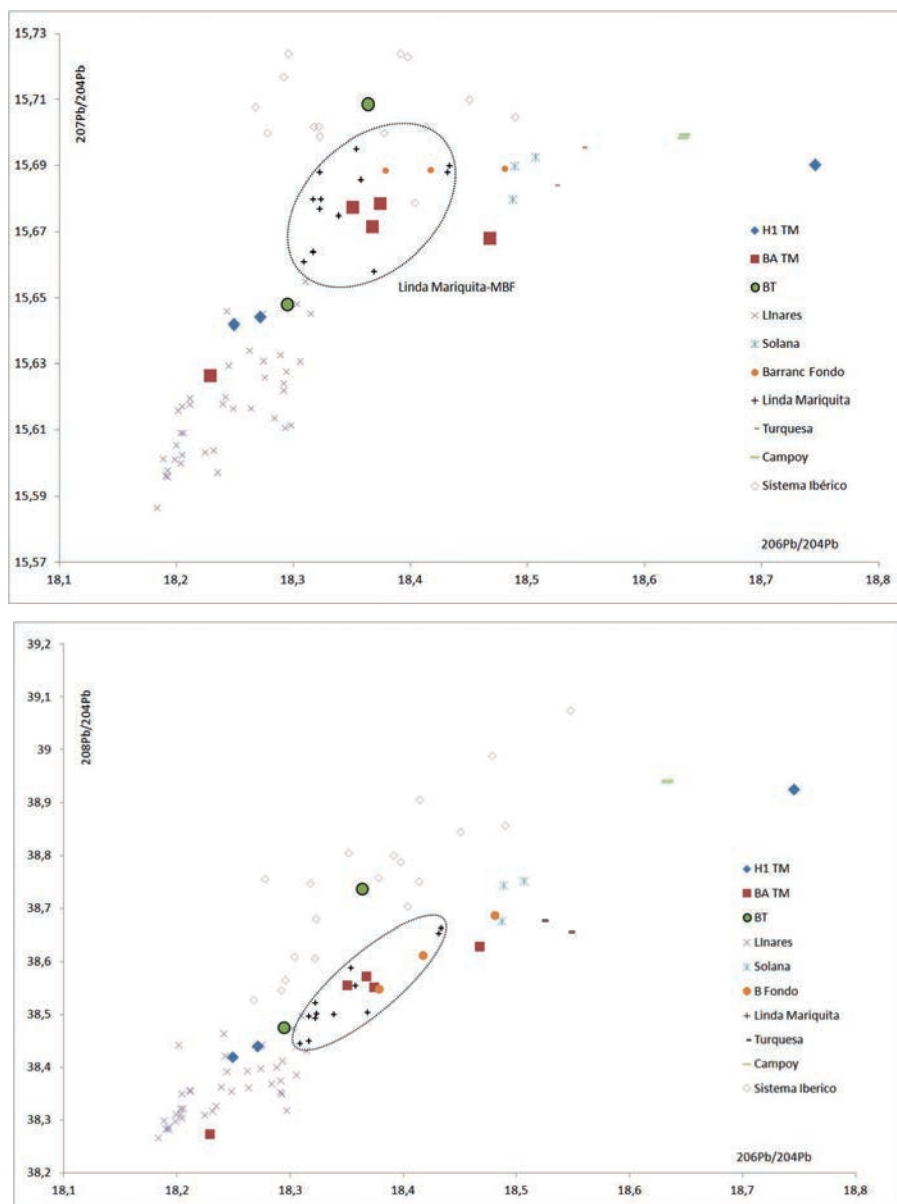 15,73
207Pb/204Pb
15,71
15,69
15,67
15,65
15,63
15,61
15,59
15,57
Linda Mariquita-MBF
H1 TM
BA TM
BT
LInares
Solana
Barranc Fondo
Linda Mariquita
Turquesa
Campoy
Sistema Ibérico
206Pb/204Pb
18,1 18,2 18,3 18,4 18,5 18,6 18,7 18,8
39,2
208Pb/204Pb
39,1
39
38,9
38,8
38,7
38,6
38,5
38,4
38,3
38,2
H1 TM
BA TM
BT
LInares
Solana
B Fondo
Linda Mariquita
Turquesa
Campoy
Sistema Iberico
206Pb/204Pb
18,1 18,2 18,3 18,4 18,5 18,6 18,7 18,8